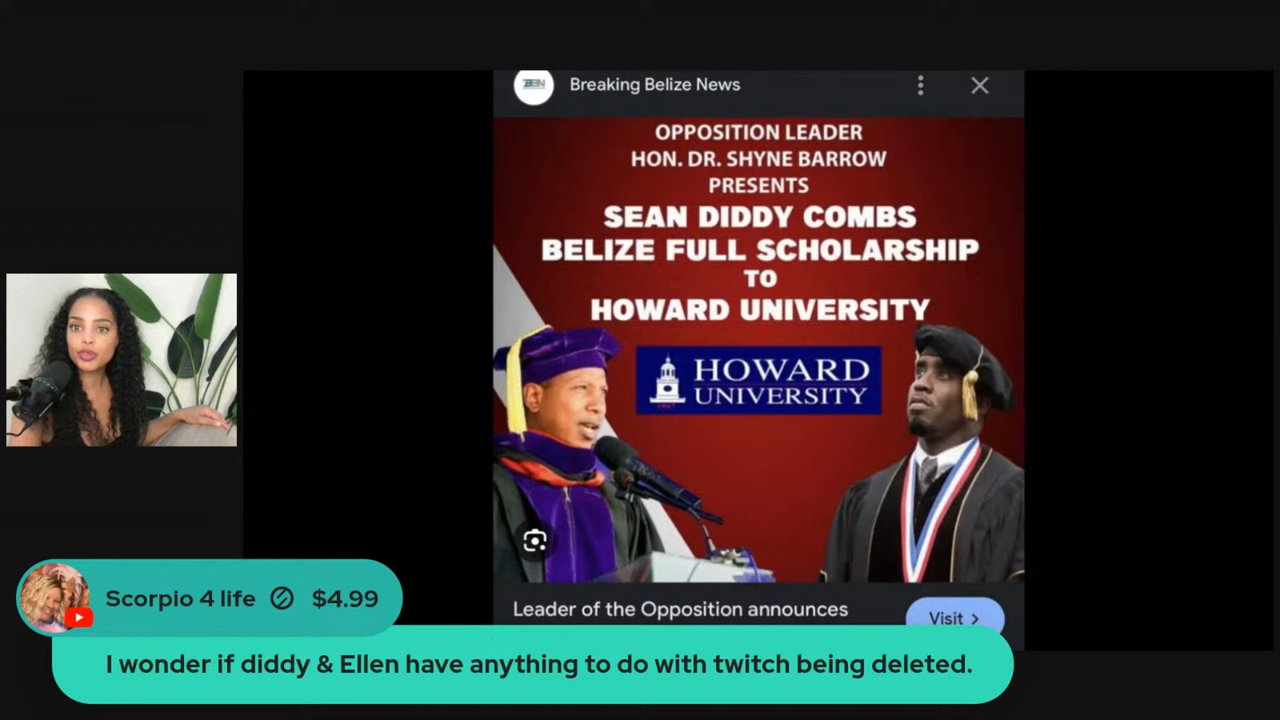 Breaking Belize News
OPPOSITION LEADER
HON. DR. SHYNE BARROW
PRESENTS
SEAN DIDDY COMBS
BELIZE FULL SCHOLARSHIP
TO
HOWARD UNIVERSITY
HOWARD
UNIVERSITY
Leader of the Opposition announces
Visit >
Scorpio 4 life $4.99
I wonder if diddy & Ellen have anything to do with twitch being deleted.